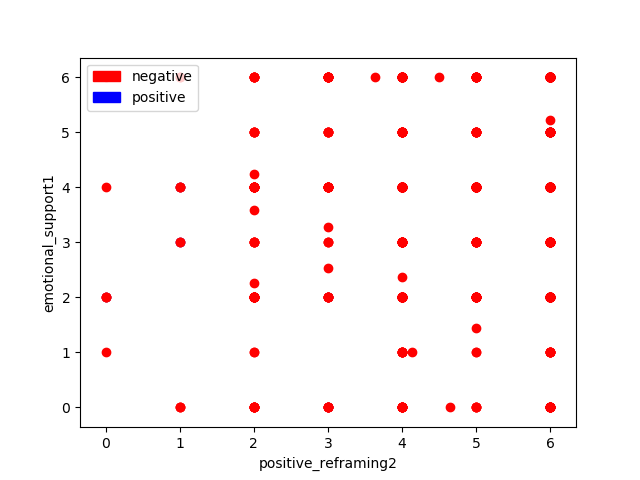 negative
positive
6
5
4
3
2
1
0
emotional_support1
0 1 2 3 4 5 6
positive_reframing2